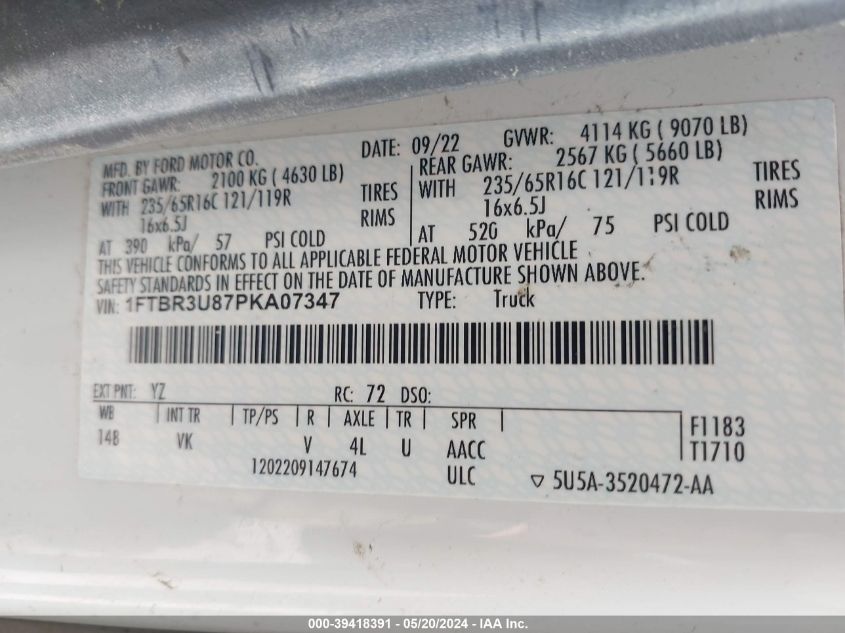 MFD. BY FORD MOTOR CO. DATE: 09/22 GVWR: 4114 KG ( 9070 LB)
FRONT GAWR: 2100 KG ( 4630 LB) REAR GAWR: 2567 KG ( 5660 LB)
WITH 235/65R16C 121/119R TIRES WITH 235/65R16C 121/119R TIRES
16x6.5J RIMS 16x6.5J RIMS
AT 390 kPa/ 57 PSI COLD AT 520 kPa/ 75 PSI COLD
THIS VEHICLE CONFORMS TO ALL APPLICABLE FEDERAL MOTOR VEHICLE
SAFETY STANDARDS IN EFFECT ON THE DATE OF MANUFACTURE SHOWN ABOVE.
VIN: 1FTBR3U87PKA07347 TYPE: Truck
EXT PNT: YZ RC: 72 DSO:
WB INT TR TP/PS R AXLE TR SPR F1183
148 VK V 4L U AACC T1710
1202209147674 ULC 5U5A-3520472-AA
000-39418391 - 05/20/2024 - IAA Inc.